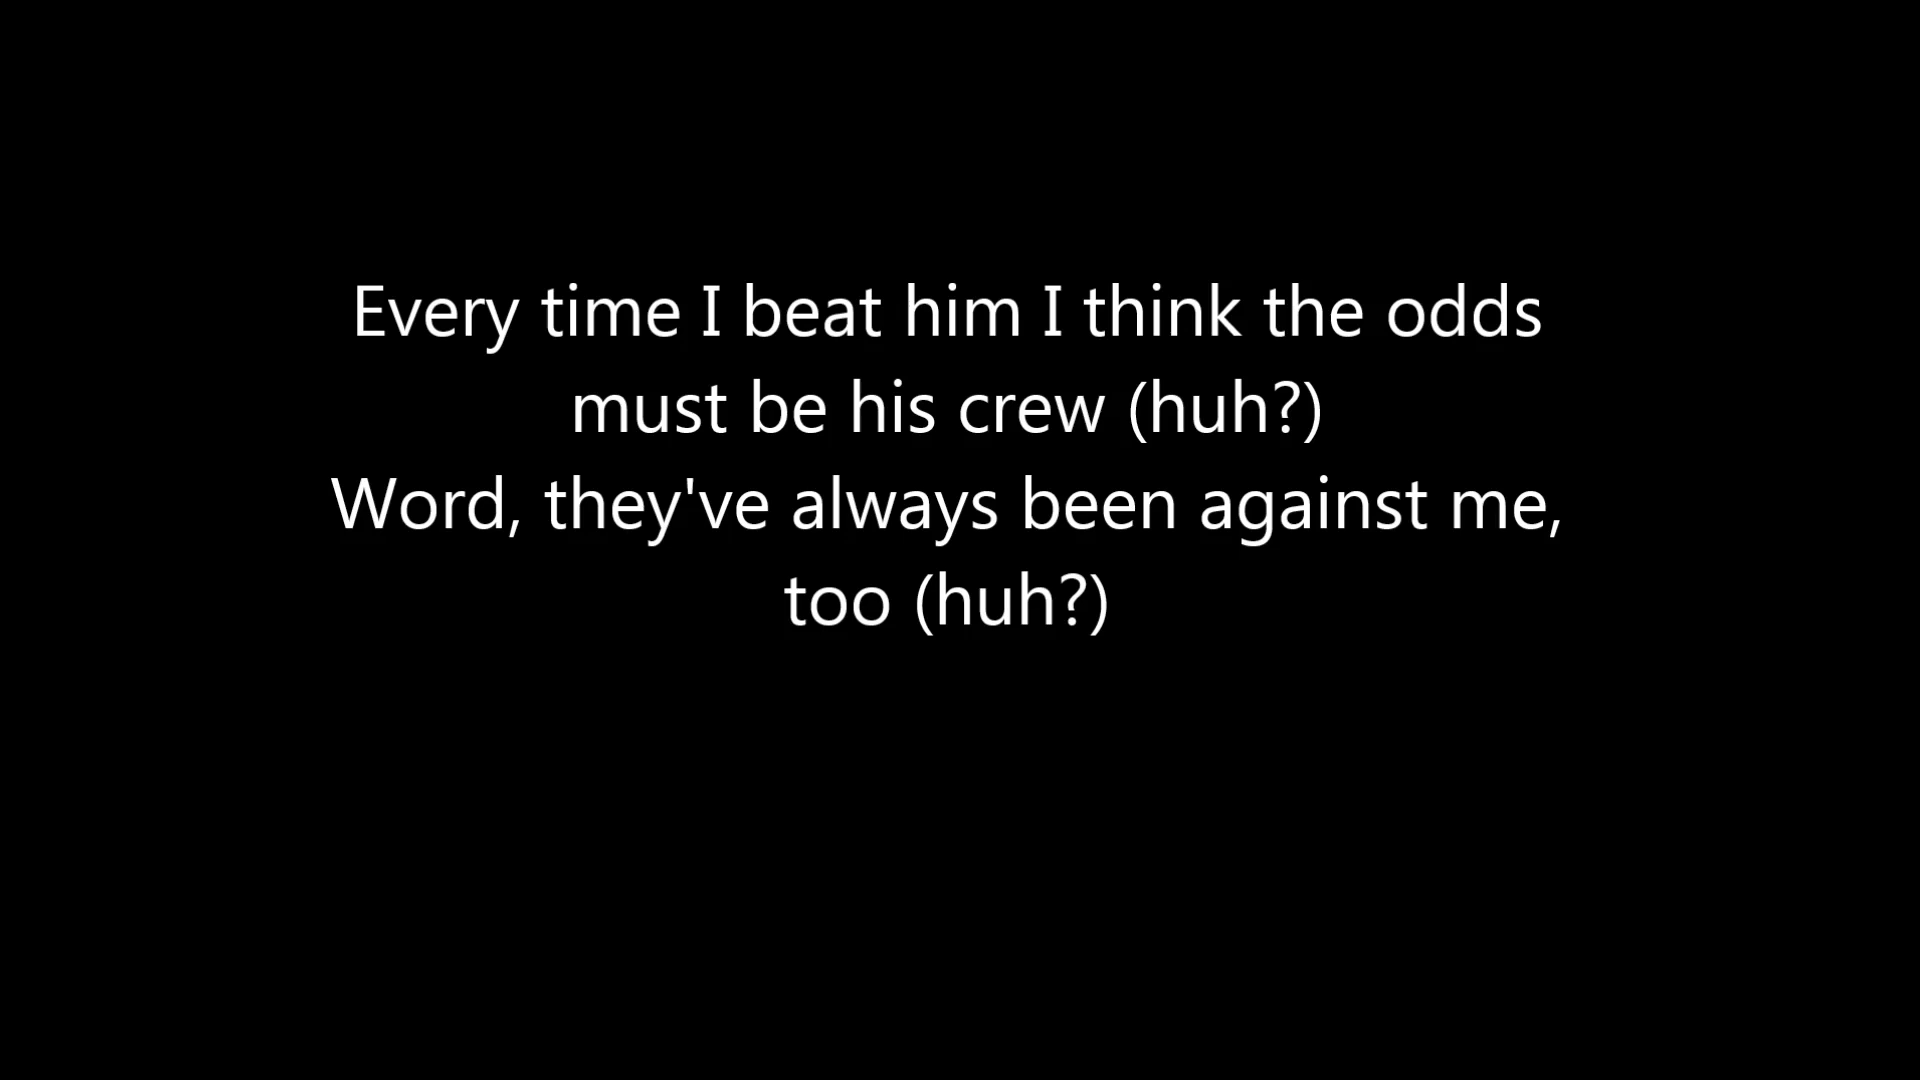 Every time I beat him I think the odds
must be his crew (huh?)
Word, they've always been against me,
too (huh?)